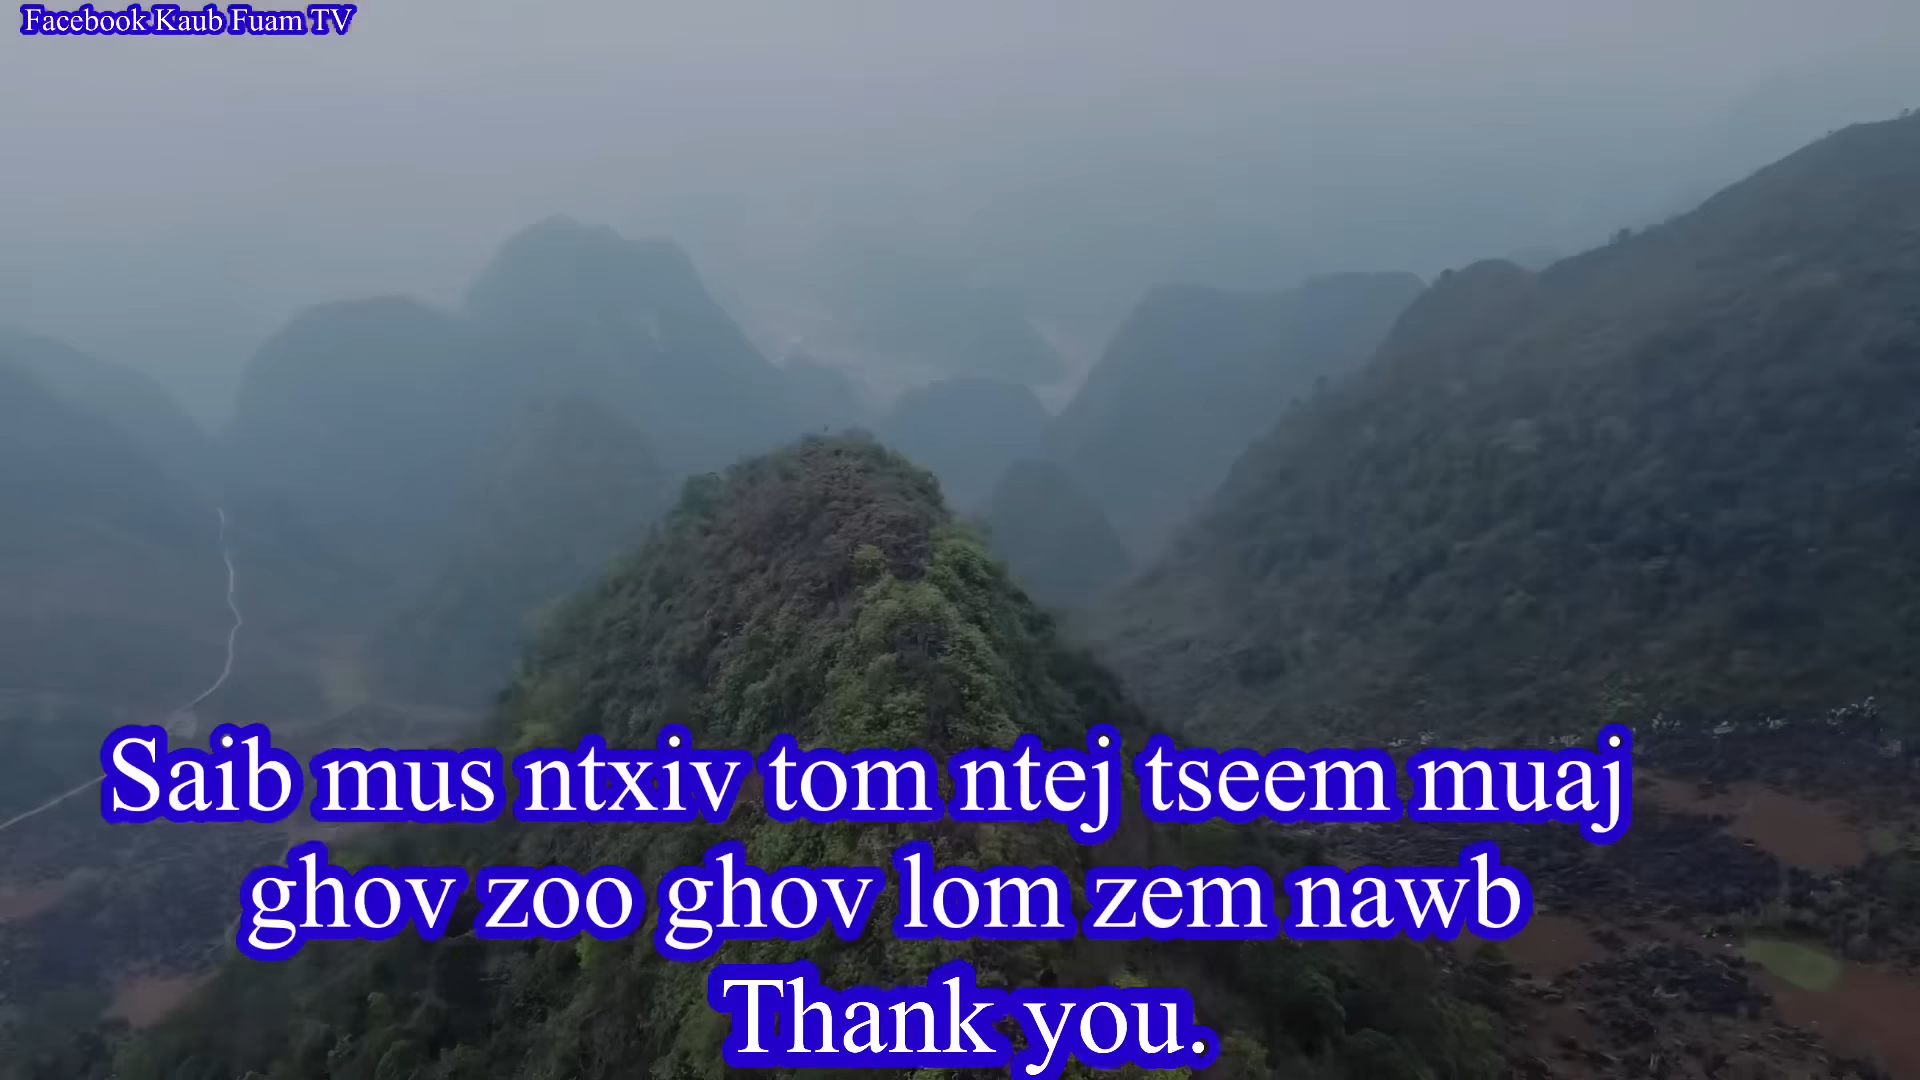 Facebook Kaub Fuam TV
Saib mus ntxiv tom ntej tseem muaj
ghov zoo ghov lom zem nawb
Thank you.